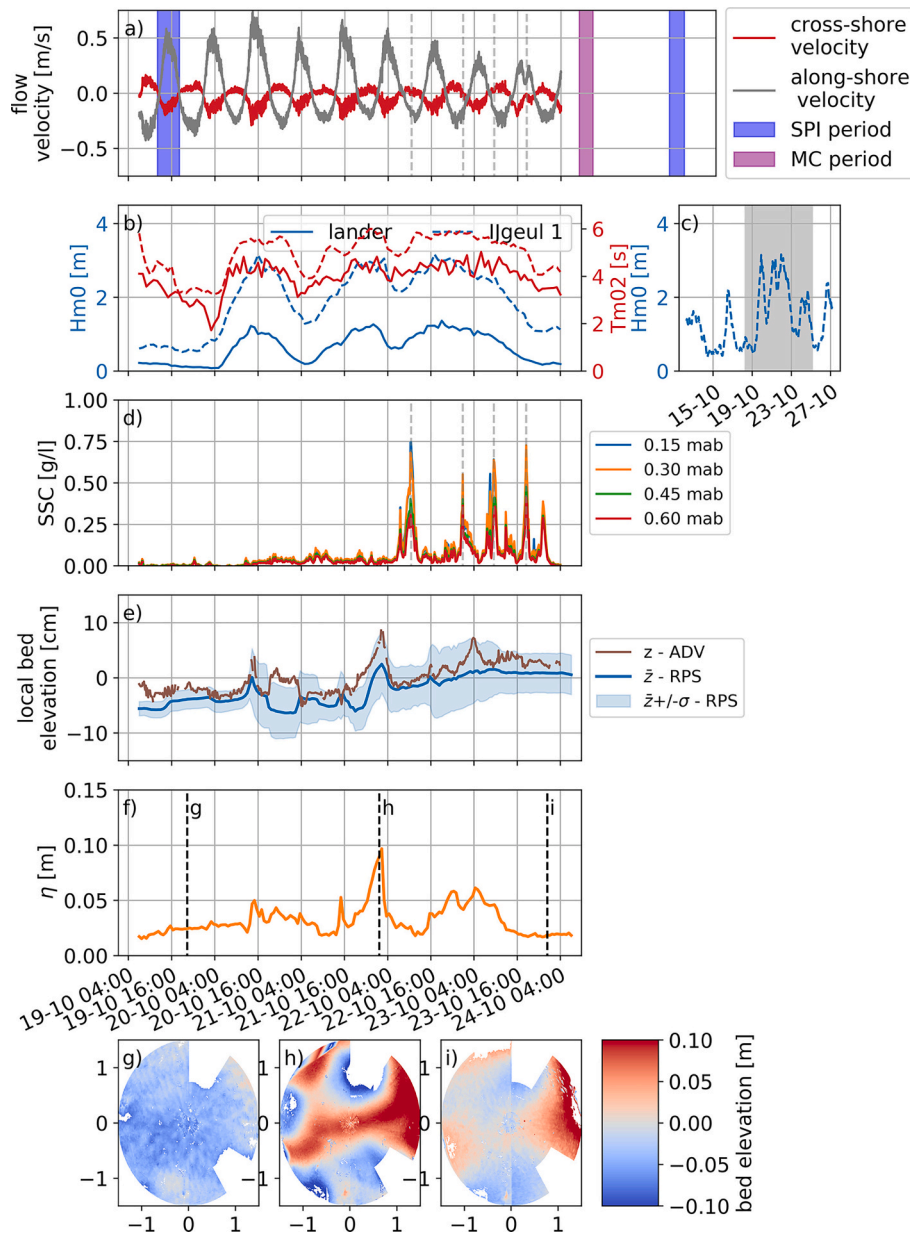 a)
0.5
0.0
−0.5
flow
velocity [m/s]
cross-shore
velocity
along-shore
velocity
SPI period
MC period
b)
4
2
0
Hm0 [m]
lander
IJgeul 1
6
4
2
0
Tm02 [s]
c)
4
2
0
Hm0 [m]
15-10
19-10
23-10
27-10
d)
1.00
0.75
0.50
0.25
0.00
SSC [g/l]
0.15 mab
0.30 mab
0.45 mab
0.60 mab
e)
10
0
−10
local bed
elevation [cm]
z - ADV
z̄ - RPS
z̄+/-σ - RPS
f)
g
h
i
0.15
0.10
0.05
0.00
η [m]
19-10 04:00
19-10 16:00
20-10 04:00
20-10 16:00
21-10 04:00
21-10 16:00
22-10 04:00
22-10 16:00
23-10 04:00
23-10 16:00
24-10 04:00
g)
1
0
−1
−1 0 1
h)
1
0
−1
−1 0 1
i)
1
0
−1
−1 0 1
0.10
0.05
0.00
−0.05
−0.10
bed elevation [m]